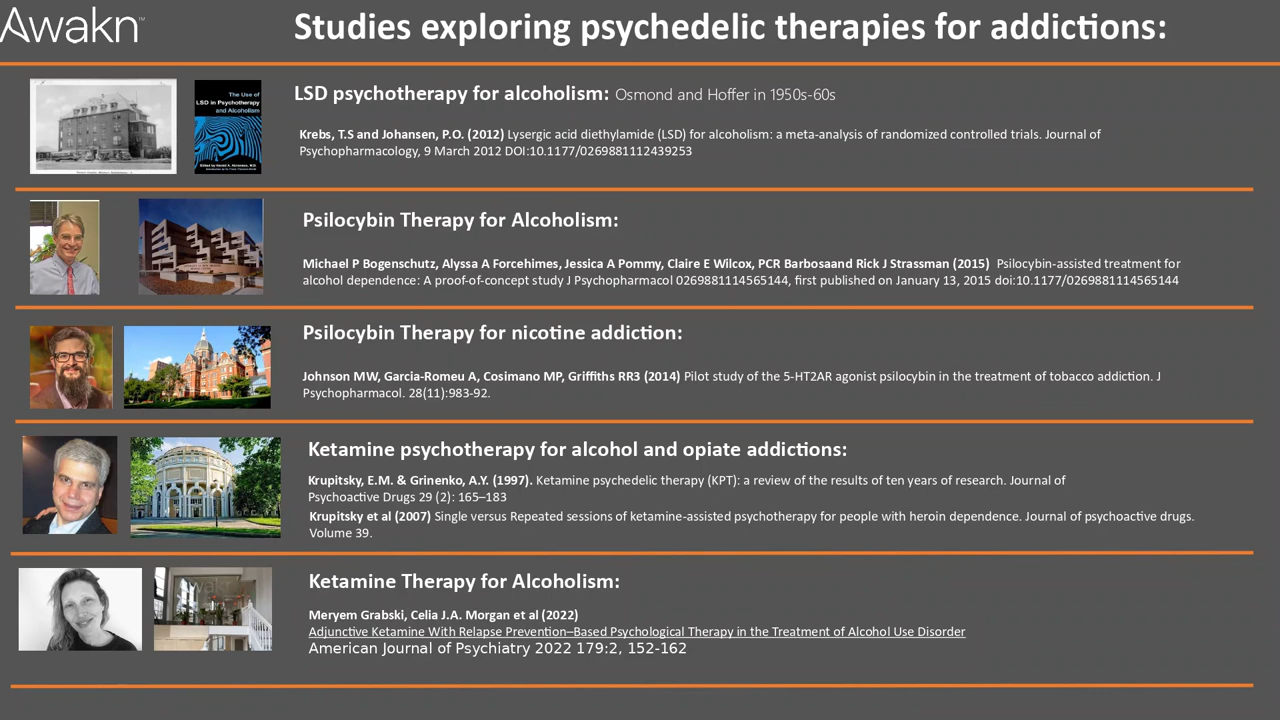 Awakn™
Studies exploring psychedelic therapies for addictions:
The Use of
LSD in Psychotherapy
and Alcoholism
LSD psychotherapy for alcoholism: Osmond and Hoffer in 1950s-60s
Krebs, T.S and Johansen, P.O. (2012) Lysergic acid diethylamide (LSD) for alcoholism: a meta-analysis of randomized controlled trials. Journal of
Psychopharmacology, 9 March 2012 DOI:10.1177/0269881112439253
Psilocybin Therapy for Alcoholism:
Michael P Bogenschutz, Alyssa A Forcehimes, Jessica A Pommy, Claire E Wilcox, PCR Barbosaand Rick J Strassman (2015) Psilocybin-assisted treatment for
alcohol dependence: A proof-of-concept study J Psychopharmacol 0269881114565144, first published on January 13, 2015 doi:10.1177/0269881114565144
Psilocybin Therapy for nicotine addiction:
Johnson MW, Garcia-Romeu A, Cosimano MP, Griffiths RR3 (2014) Pilot study of the 5-HT2AR agonist psilocybin in the treatment of tobacco addiction. J
Psychopharmacol. 28(11):983-92.
Ketamine psychotherapy for alcohol and opiate addictions:
Krupitsky, E.M. & Grinenko, A.Y. (1997). Ketamine psychedelic therapy (KPT): a review of the results of ten years of research. Journal of
Psychoactive Drugs 29 (2): 165–183
Krupitsky et al (2007) Single versus Repeated sessions of ketamine-assisted psychotherapy for people with heroin dependence. Journal of psychoactive drugs.
Volume 39.
Awakn
Ketamine Therapy for Alcoholism:
Meryem Grabski, Celia J.A. Morgan et al (2022)
Adjunctive Ketamine With Relapse Prevention–Based Psychological Therapy in the Treatment of Alcohol Use Disorder
American Journal of Psychiatry 2022 179:2, 152-162